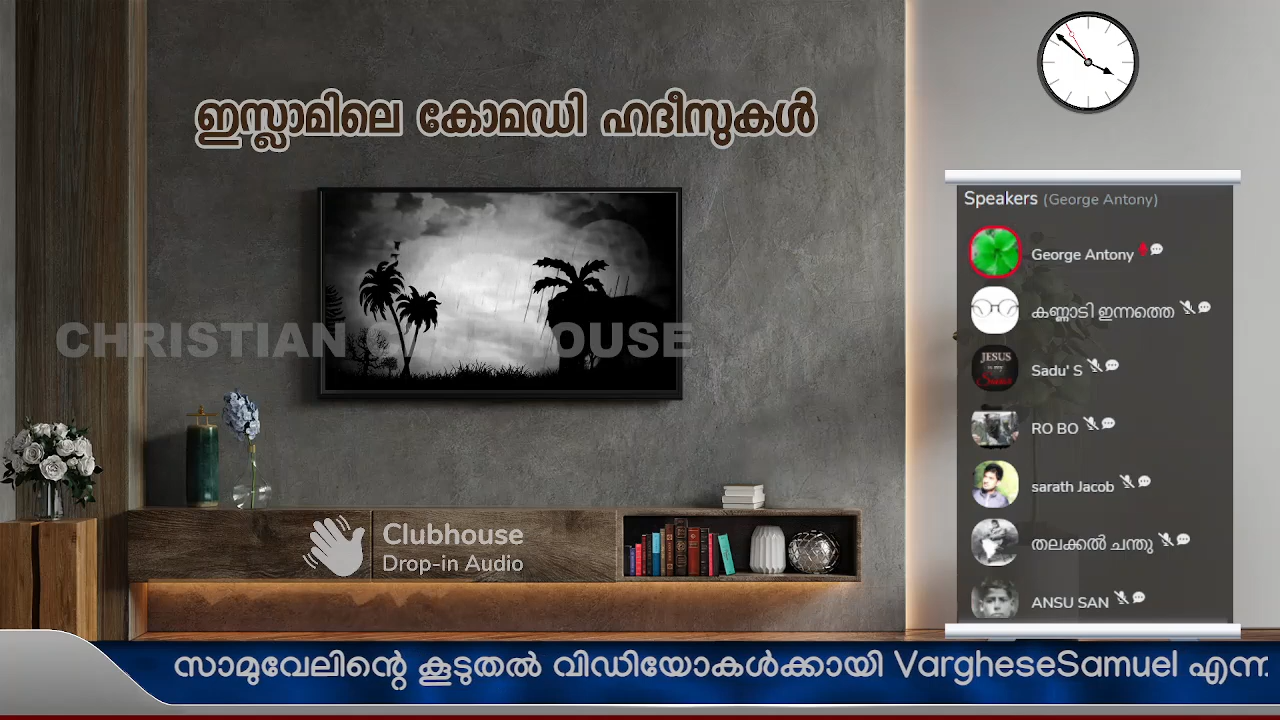 ഇസ്ലാമിലെ കോമഡി ഹദീസുകൾ
CHRISTIAN CLUBHOUSE
Clubhouse
Drop-in Audio
Speakers (George Antony)
George Antony
കണ്ണാടി ഇന്നത്തെ
JESUS
Sadu' S
RO BO
sarath Jacob
തലക്കൽ ചന്തു
ANSU SAN
സാമുവേലിന്റെ കൂടുതൽ വിഡിയോകൾക്കായി VargheseSamuel എന്ന